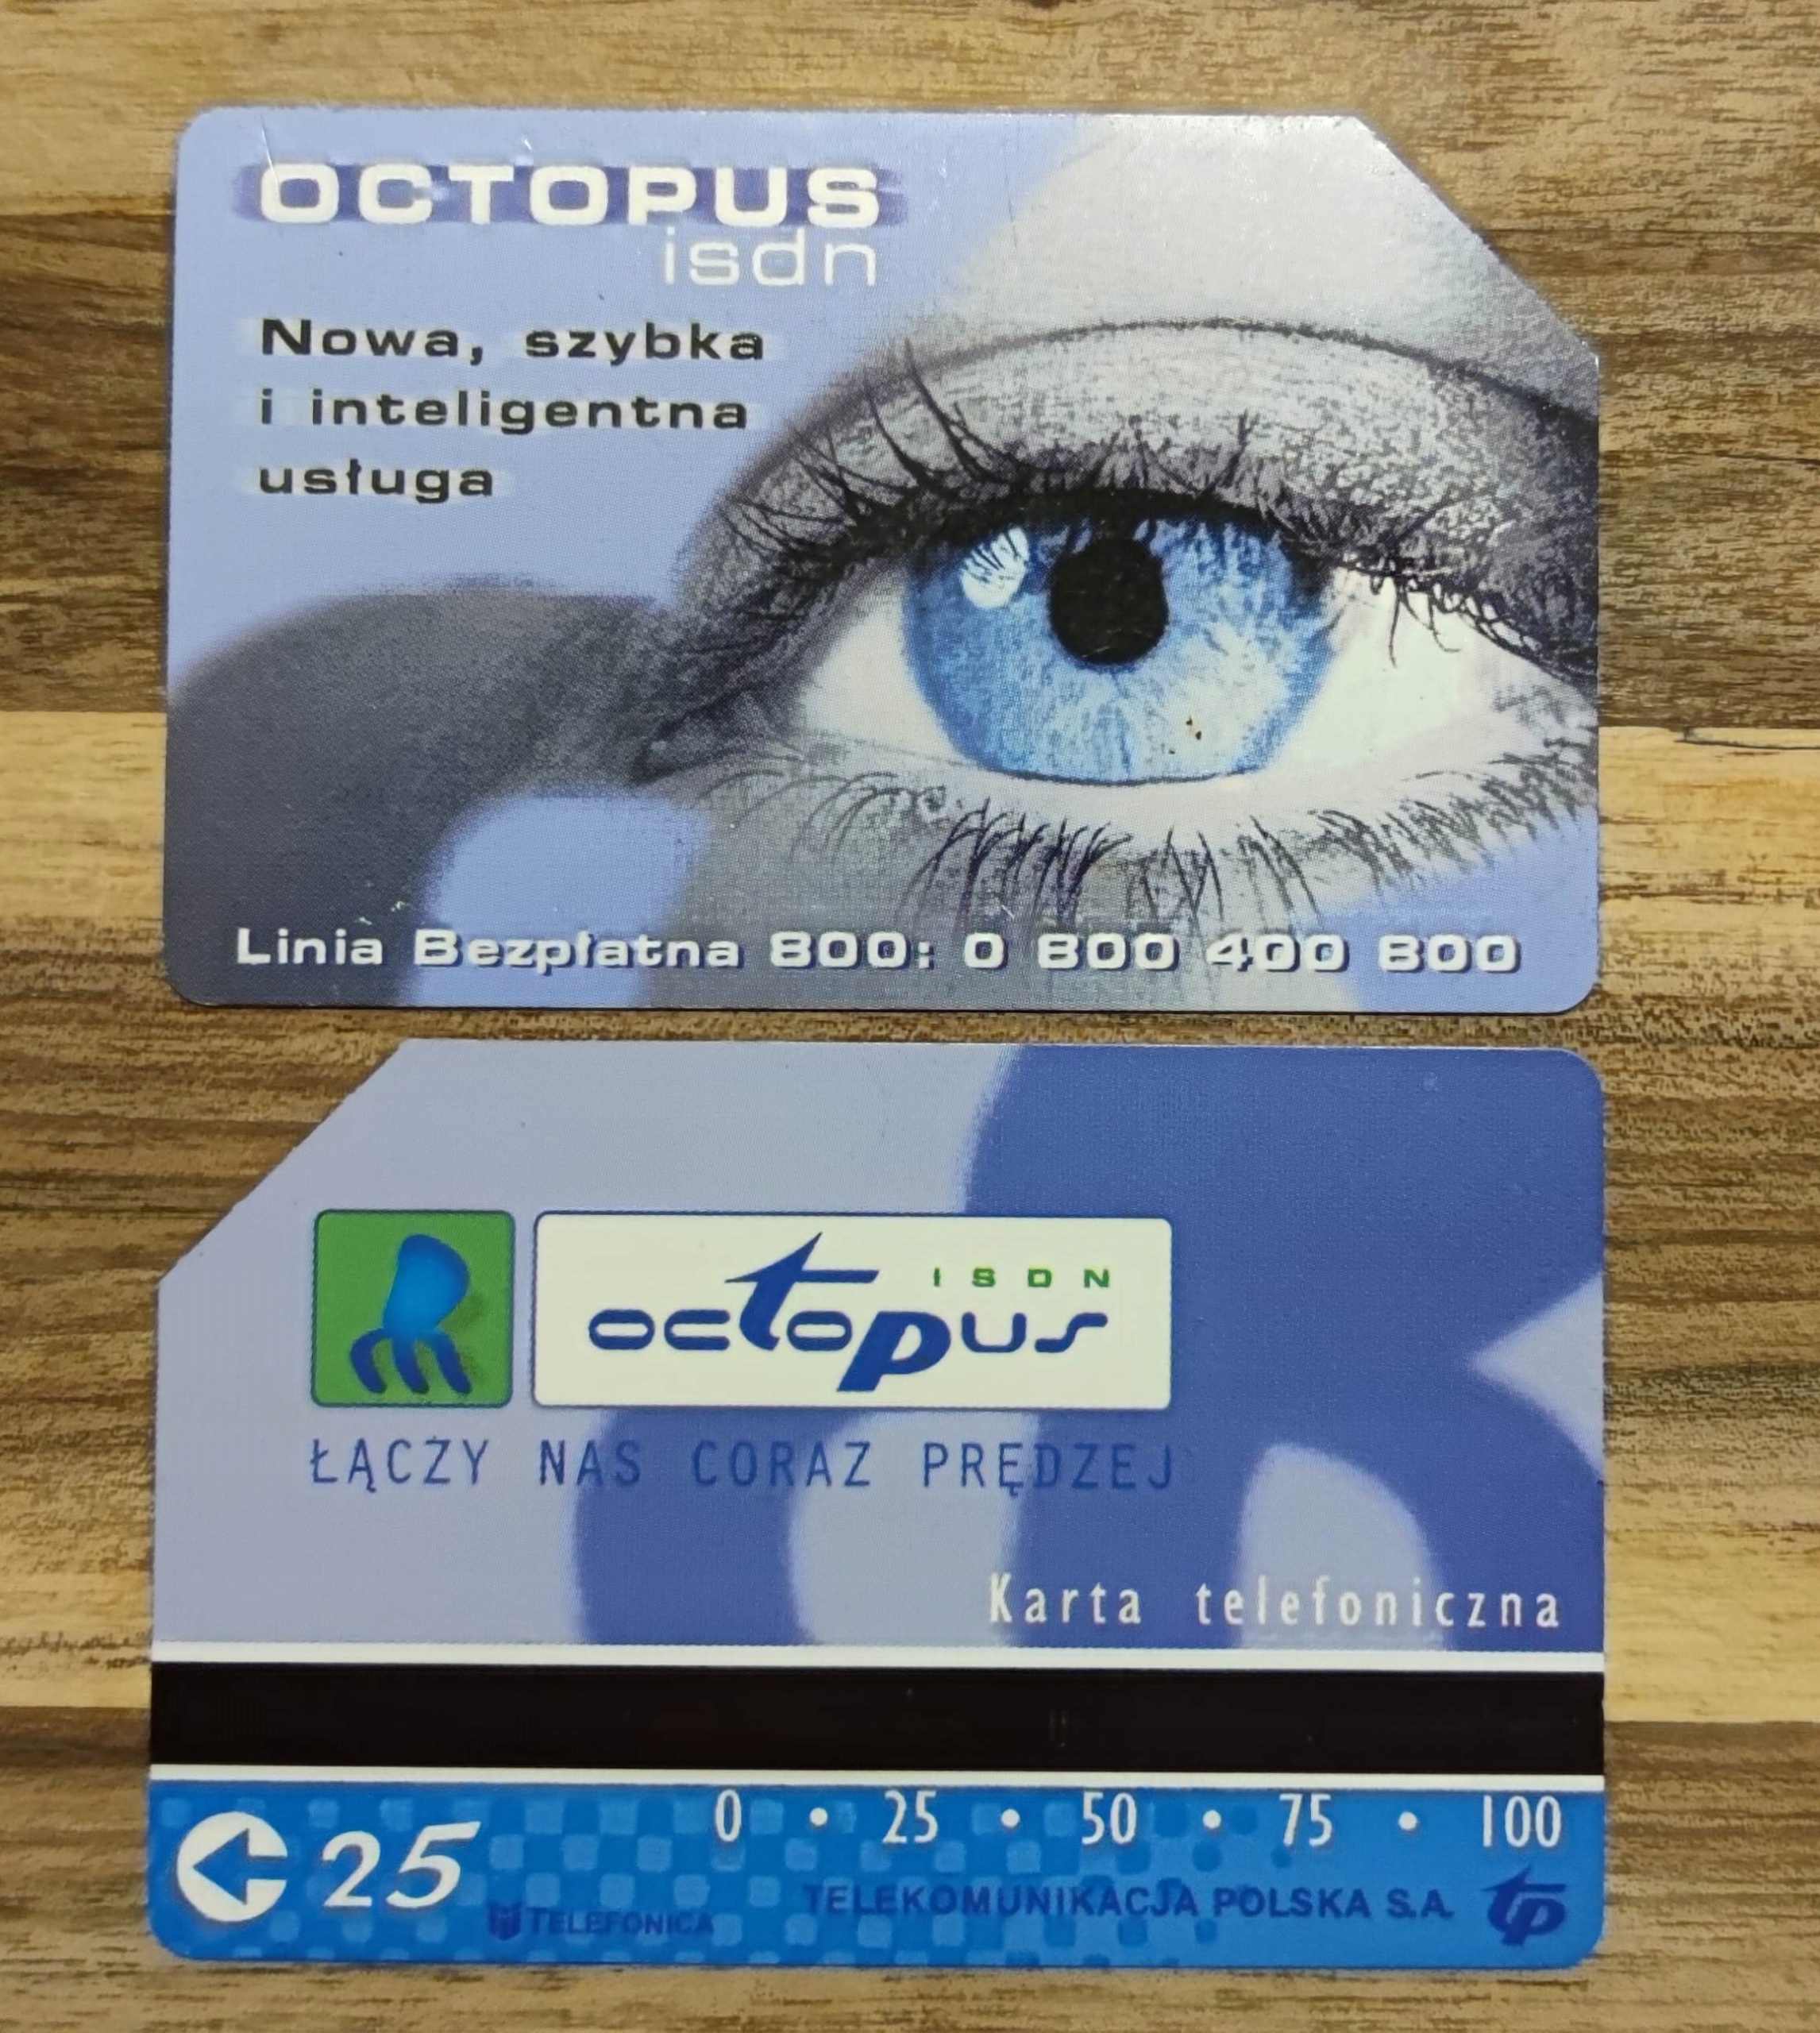 OCTOPUS
isdn
Nowa, szybka
i inteligentna
usługa
Linia Bezpłatna 800: 0 800 400 800
ISDN
octopus
ŁĄCZY NAS CORAZ PRĘDZEJ
Karta telefoniczna
0 • 25 • 50 • 75 • 100
25
TELEFONICA
TELEKOMUNIKACJA POLSKA S.A. tp